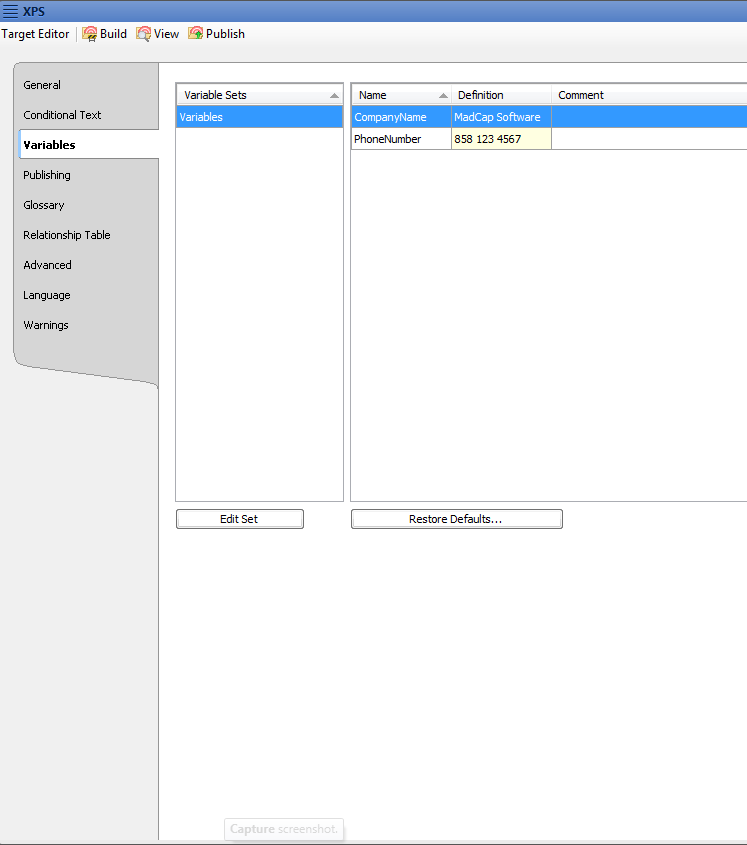 XPS
Target Editor Build View Publish
General
Conditional Text
Variables
Publishing
Glossary
Relationship Table
Advanced
Language
Warnings
Variable Sets
Variables
Name Definition Comment
CompanyName MadCap Software
PhoneNumber 858 123 4567
Edit Set
Restore Defaults...
Capture screenshot.